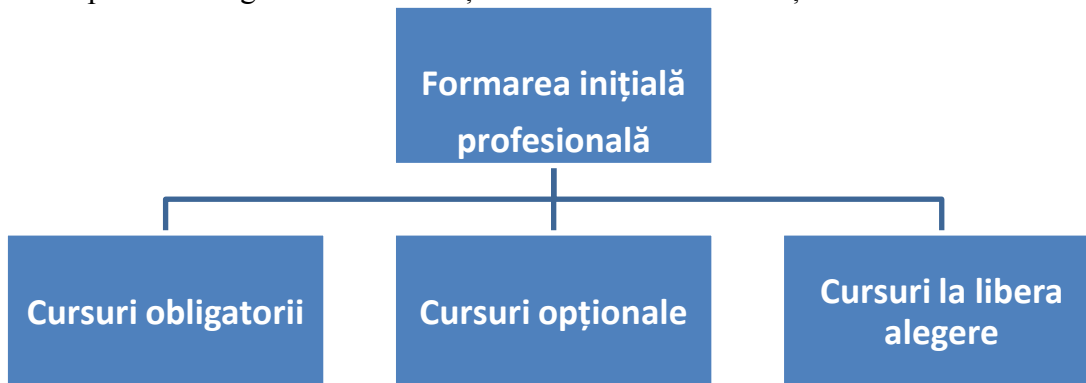 Formarea inițială
profesională
Cursuri obligatorii
Cursuri opționale
Cursuri la libera
alegere